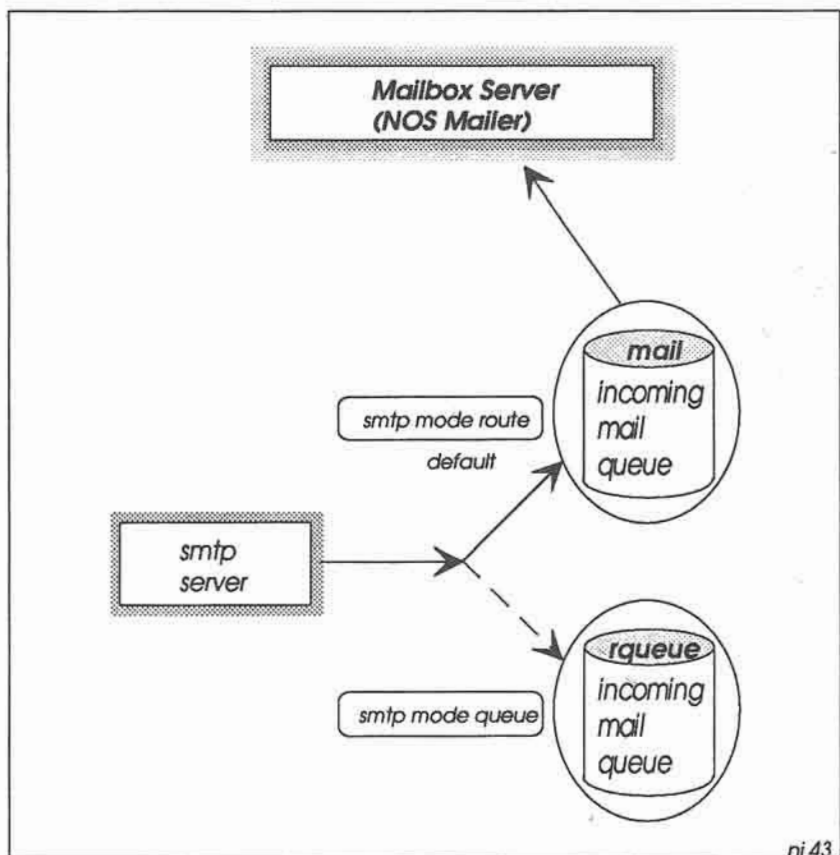 Mailbox Server
(NOS Mailer)
mail
incoming
mail
queue
smtp mode route
default
smtp
server
rqueue
incoming
mail
queue
smtp mode queue
ni 43